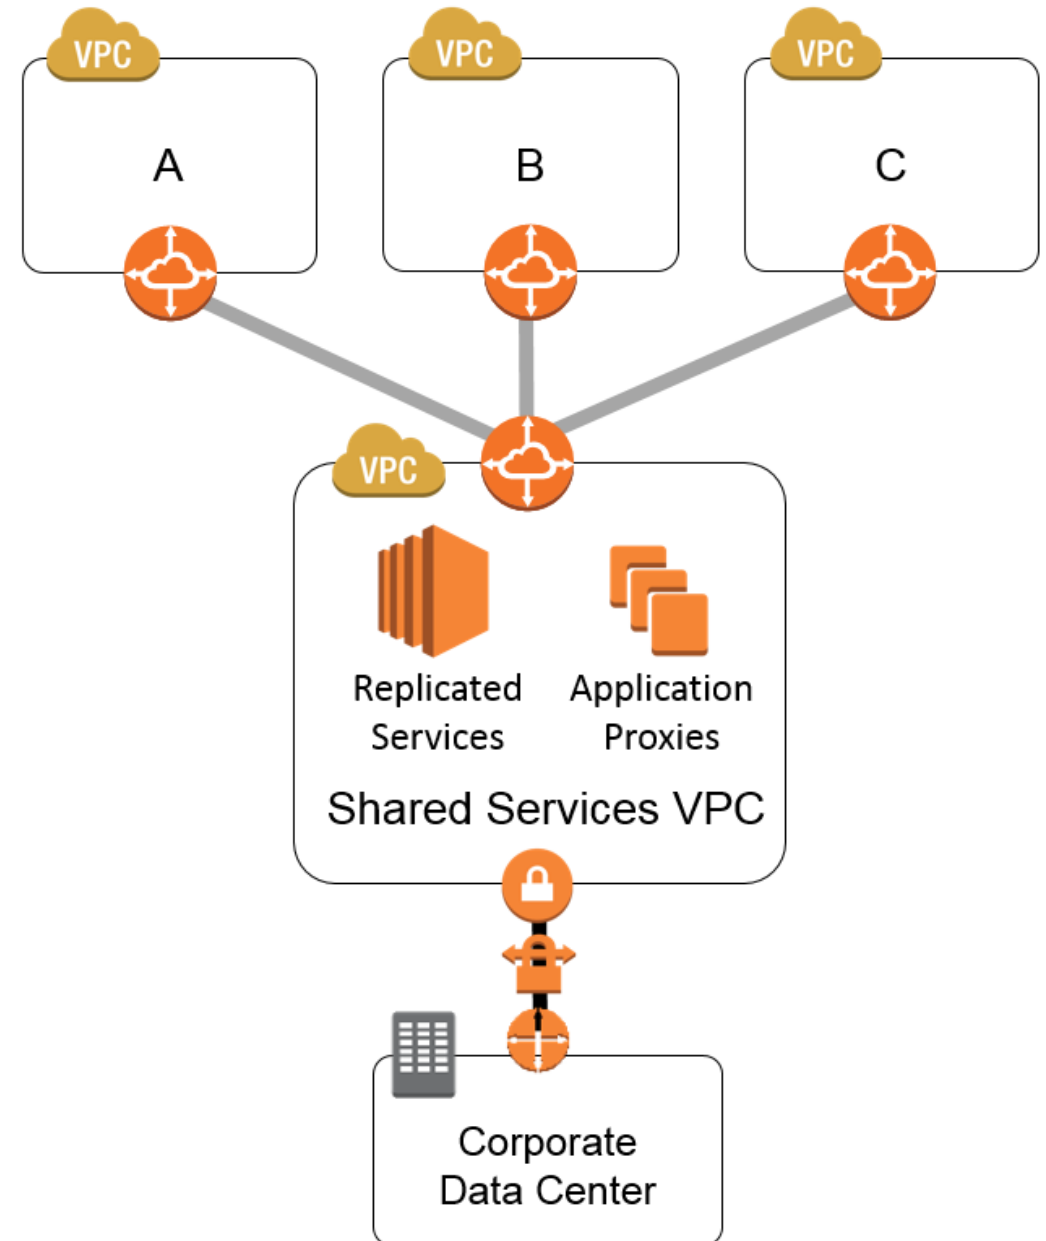 VPC
VPC
VPC
A
B
C
VPC
Replicated
Services
Application
Proxies
Shared Services VPC
Corporate
Data Center